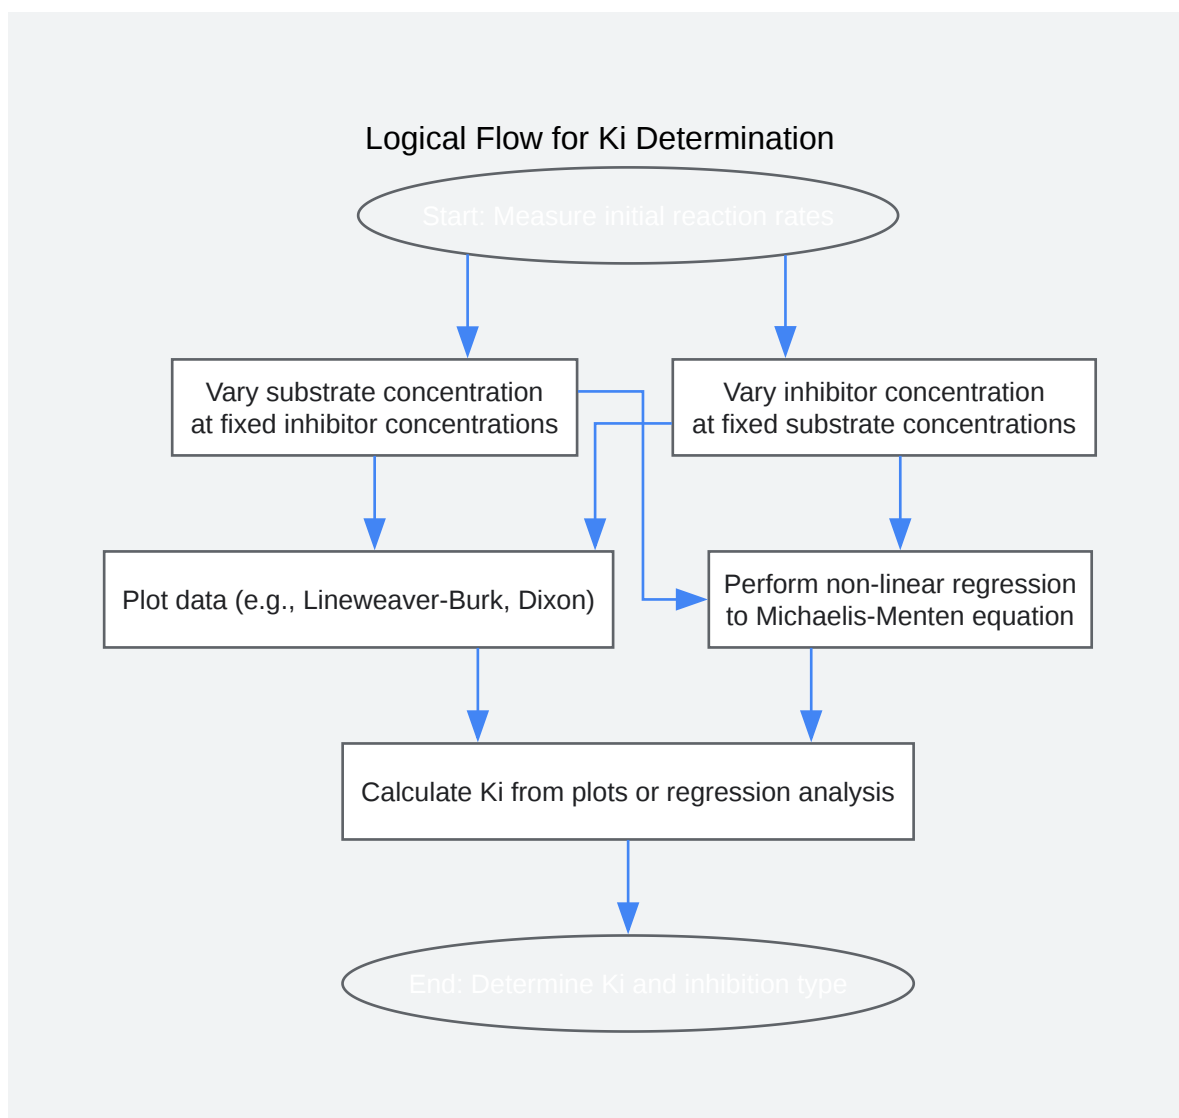 Logical Flow for Ki Determination
Start: Measure initial reaction rates
Vary substrate concentration
at fixed inhibitor concentrations
Vary inhibitor concentration
at fixed substrate concentrations
Plot data (e.g., Lineweaver-Burk, Dixon)
Perform non-linear regression
to Michaelis-Menten equation
Calculate Ki from plots or regression analysis
End: Determine Ki and inhibition type